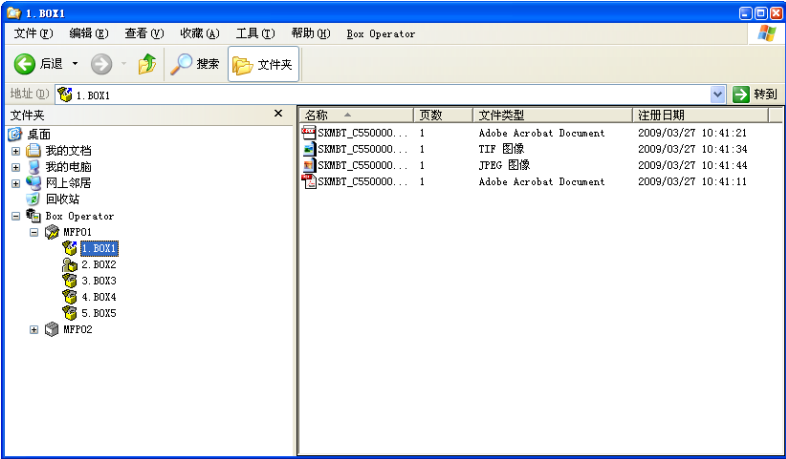 1. BOX1
文件(F) 编辑(E) 查看(V) 收藏(A) 工具(T) 帮助(H) Box Operator
后退 搜索 文件夹
地址(D) 1. BOX1 转到
文件夹
桌面
我的文档
我的电脑
网上邻居
回收站
Box Operator
MFP01
1. BOX1
2. BOX2
3. BOX3
4. BOX4
5. BOX5
MFP02
名称 页数 文件类型 注册日期
SKMBT_C550000... 1 Adobe Acrobat Document 2009/03/27 10:41:21
SKMBT_C550000... 1 TIF 图像 2009/03/27 10:41:34
SKMBT_C550000... 1 JPEG 图像 2009/03/27 10:41:44
SKMBT_C550000... 1 Adobe Acrobat Document 2009/03/27 10:41:11